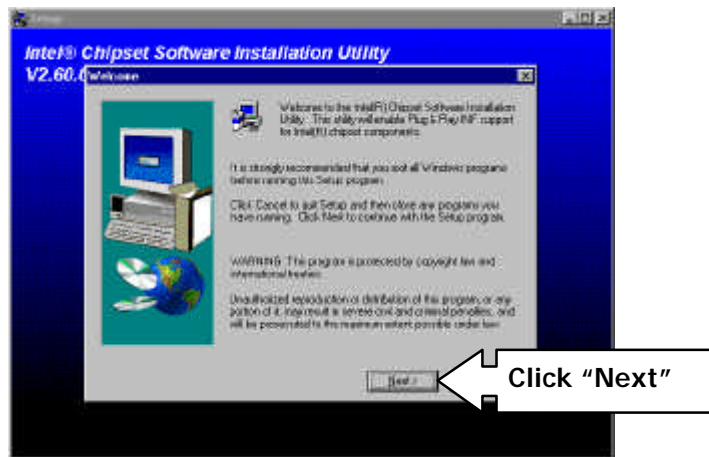 Setup
Intel® Chipset Software Installation Utility
V2.60.
Welcome
Welcome to the Intel(R) Chipset Software Installation
Utility. This utility will enable Plug & Play INF support
for Intel(R) chipset components.
It is strongly recommended that you exit all Windows programs
before running this Setup program.
Click Cancel to quit Setup and then close any programs you
have running. Click Next to continue with the Setup program.
WARNING: This program is protected by copyright law and
international treaties.
Unauthorized reproduction or distribution of this program, or any
portion of it, may result in severe civil and criminal penalties, and
will be prosecuted to the maximum extent possible under law.
Next >
Click “Next”